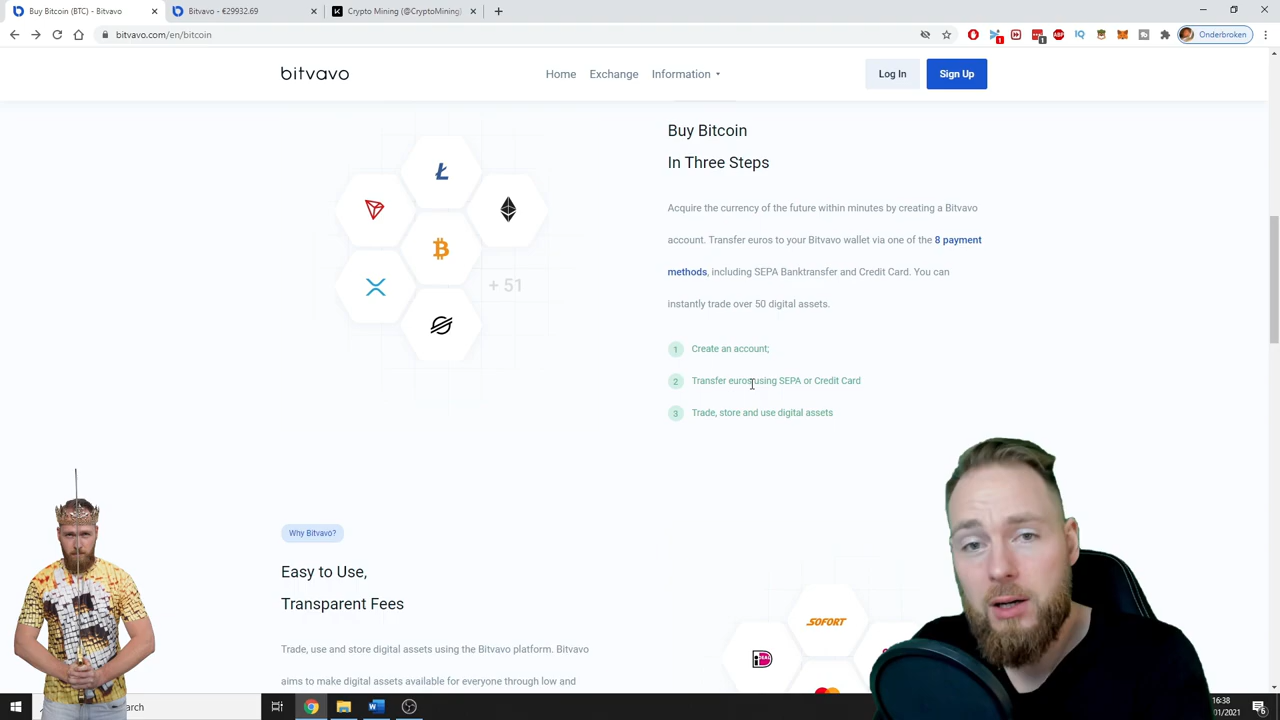 Buy Bitcoin (BTC) - Bitvavo
Bitvavo - €29932.69
Crypto Mining (@CryptoMining
bitvavo.com/en/bitcoin
Onderbroken
bitvavo
Home
Exchange
Information
Log In
Sign Up
Buy Bitcoin
In Three Steps
Acquire the currency of the future within minutes by creating a Bitvavo
account. Transfer euros to your Bitvavo wallet via one of the 8 payment
methods, including SEPA Banktransfer and Credit Card. You can
instantly trade over 50 digital assets.
+ 51
1 Create an account;
2 Transfer euros using SEPA or Credit Card
3 Trade, store and use digital assets
Why Bitvavo?
Easy to Use,
Transparent Fees
Trade, use and store digital assets using the Bitvavo platform. Bitvavo
aims to make digital assets available for everyone through low and
SOFORT
iDEAL
arch
16:38
01/2021